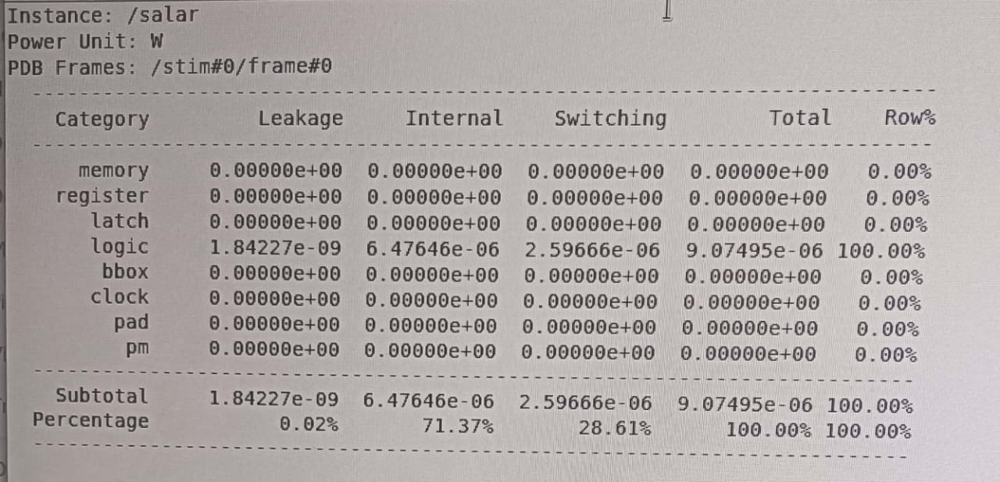 Instance: /salar
Power Unit: W
PDB Frames: /stim#0/frame#0
-------------------------------------------------------------------------
Category Leakage Internal Switching Total Row%
-------------------------------------------------------------------------
memory 0.00000e+00 0.00000e+00 0.00000e+00 0.00000e+00 0.00%
register 0.00000e+00 0.00000e+00 0.00000e+00 0.00000e+00 0.00%
latch 0.00000e+00 0.00000e+00 0.00000e+00 0.00000e+00 0.00%
logic 1.84227e-09 6.47646e-06 2.59666e-06 9.07495e-06 100.00%
bbox 0.00000e+00 0.00000e+00 0.00000e+00 0.00000e+00 0.00%
clock 0.00000e+00 0.00000e+00 0.00000e+00 0.00000e+00 0.00%
pad 0.00000e+00 0.00000e+00 0.00000e+00 0.00000e+00 0.00%
pm 0.00000e+00 0.00000e+00 0.00000e+00 0.00000e+00 0.00%
-------------------------------------------------------------------------
Subtotal 1.84227e-09 6.47646e-06 2.59666e-06 9.07495e-06 100.00%
Percentage 0.02% 71.37% 28.61% 100.00% 100.00%
-------------------------------------------------------------------------